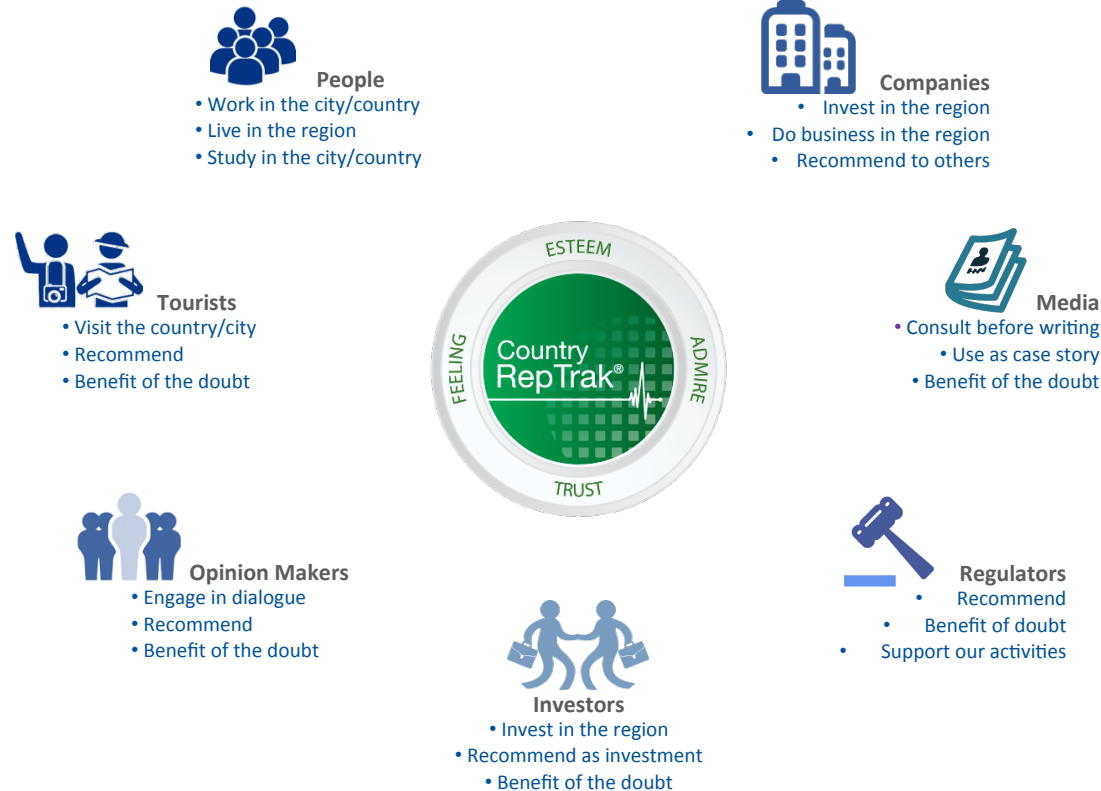 People
• Work in the city/country
• Live in the region
• Study in the city/country
Companies
• Invest in the region
• Do business in the region
• Recommend to others
Tourists
• Visit the country/city
• Recommend
• Benefit of the doubt
ESTEEM
FEELING
Country
RepTrak®
ADMIRE
TRUST
Media
• Consult before writing
• Use as case story
• Benefit of the doubt
Opinion Makers
• Engage in dialogue
• Recommend
• Benefit of the doubt
Investors
• Invest in the region
• Recommend as investment
• Benefit of the doubt
Regulators
• Recommend
• Benefit of doubt
• Support our activities